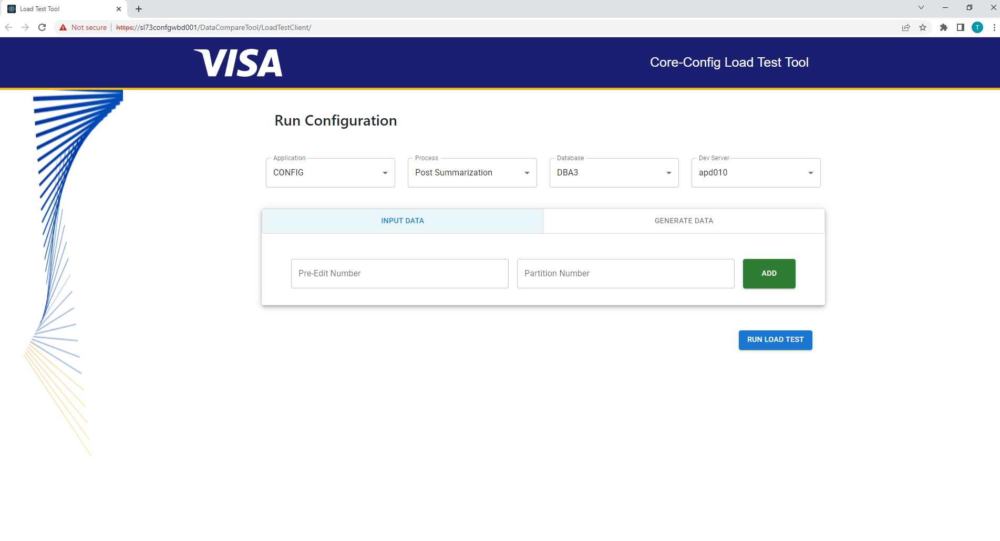 Load Test Tool
Not secure
https://sl73confgwbd001/DataCompareTool/LoadTestClient/
T
VISA
Core-Config Load Test Tool
Run Configuration
Application
CONFIG
Process
Post Summarization
Database
DBA3
Dev Server
apd010
INPUT DATA
GENERATE DATA
Pre-Edit Number
Partition Number
ADD
RUN LOAD TEST